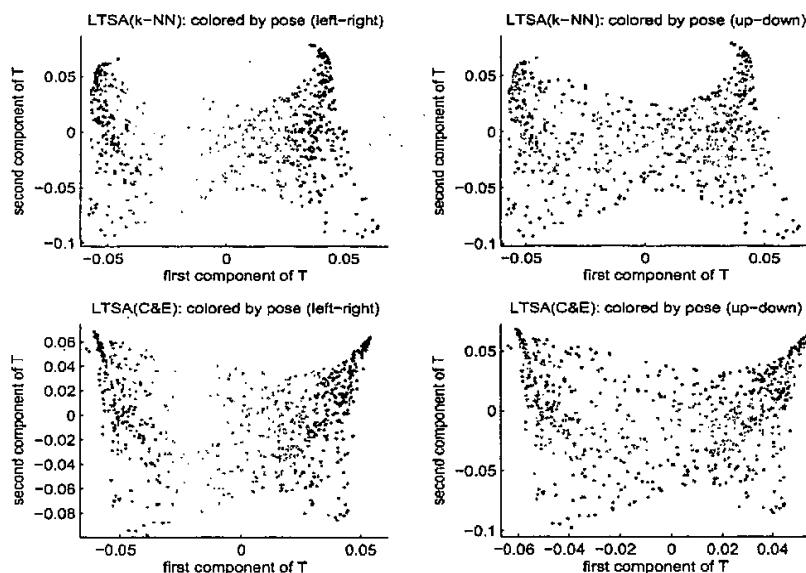 LTSA(k-NN): colored by pose (left-right)
second component of T
0.05
0
-0.05
-0.1
-0.05
0
0.05
first component of T
LTSA(k-NN): colored by pose (up-down)
second component of T
0.05
0
-0.05
-0.1
-0.05
0
0.05
first component of T
LTSA(C&E): colored by pose (left-right)
second component of T
0.06
0.04
0.02
0
-0.02
-0.04
-0.06
-0.08
-0.05
0
0.05
first component of T
LTSA(C&E): colored by pose (up-down)
second component of T
0.05
0
-0.05
-0.1
-0.06
-0.04
-0.02
0
0.02
0.04
first component of T